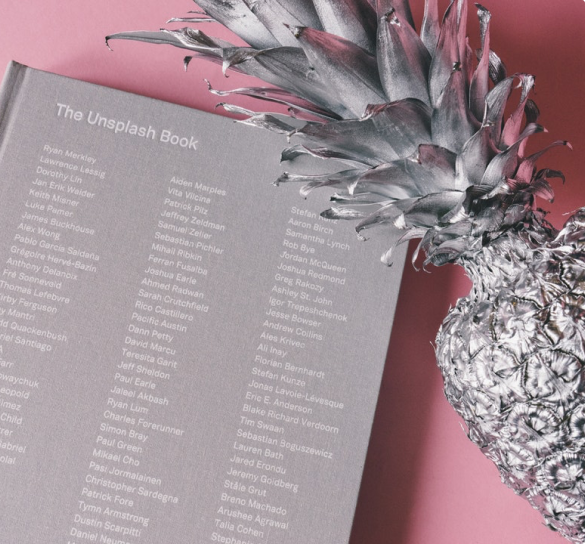 The Unsplash Book
Ryan Merkley
Lawrence Lessig
Dorothy Lin
Jan Erik Waider
Keith Misner
Luke Pamer
James Buckhouse
Alex Wong
Pablo Garcia-Saldaña
Grégoire Hervé-Bazin
Anthony Delanoix
Fré Sonneveld
Thomas Lefebvre
Ferguson
Quackenbush
Santiago
Aiden Marples
Vita Vilcina
Patrick Pilz
Jeffrey Zeldman
Samuel Zeller
Sebastian Pichler
Mihail Ribkin
Ferran Fusalba
Joshua Earle
Ahmed Radwan
Sarah Crutchfield
Rico Castillero
Pacific Austin
Dann Petty
David Marcu
Teresita Garit
Jeff Sheldon
Paul Earle
Jaleel Akbash
Ryan Lum
Charles Forerunner
Simon Bray
Paul Green
Mikael Cho
Pasi Jormalainen
Christopher Sardegna
Patrick Fore
Tymn Armstrong
Dustin Scarpitti
Daniel
Aaron Birch
Samantha Lynch
Rob Bye
Jordan McQueen
Joshua Redmond
Greg Rakozy
Ashley St. John
Igor Trepeshchenok
Jesse Bowser
Andrew Collins
Ales Krivec
Ali Inay
Florian Bernhardt
Stefan Kunze
Jonas Lavoie-Lévesque
Eric E. Anderson
Blake Richard Verdoorn
Tim Swaan
Sebastian Boguszewicz
Lauren Bath
Jared Erondu
Jeremy Goldberg
Ståle Grut
Breno Machado
Arushee Agrawal
Talia Cohen